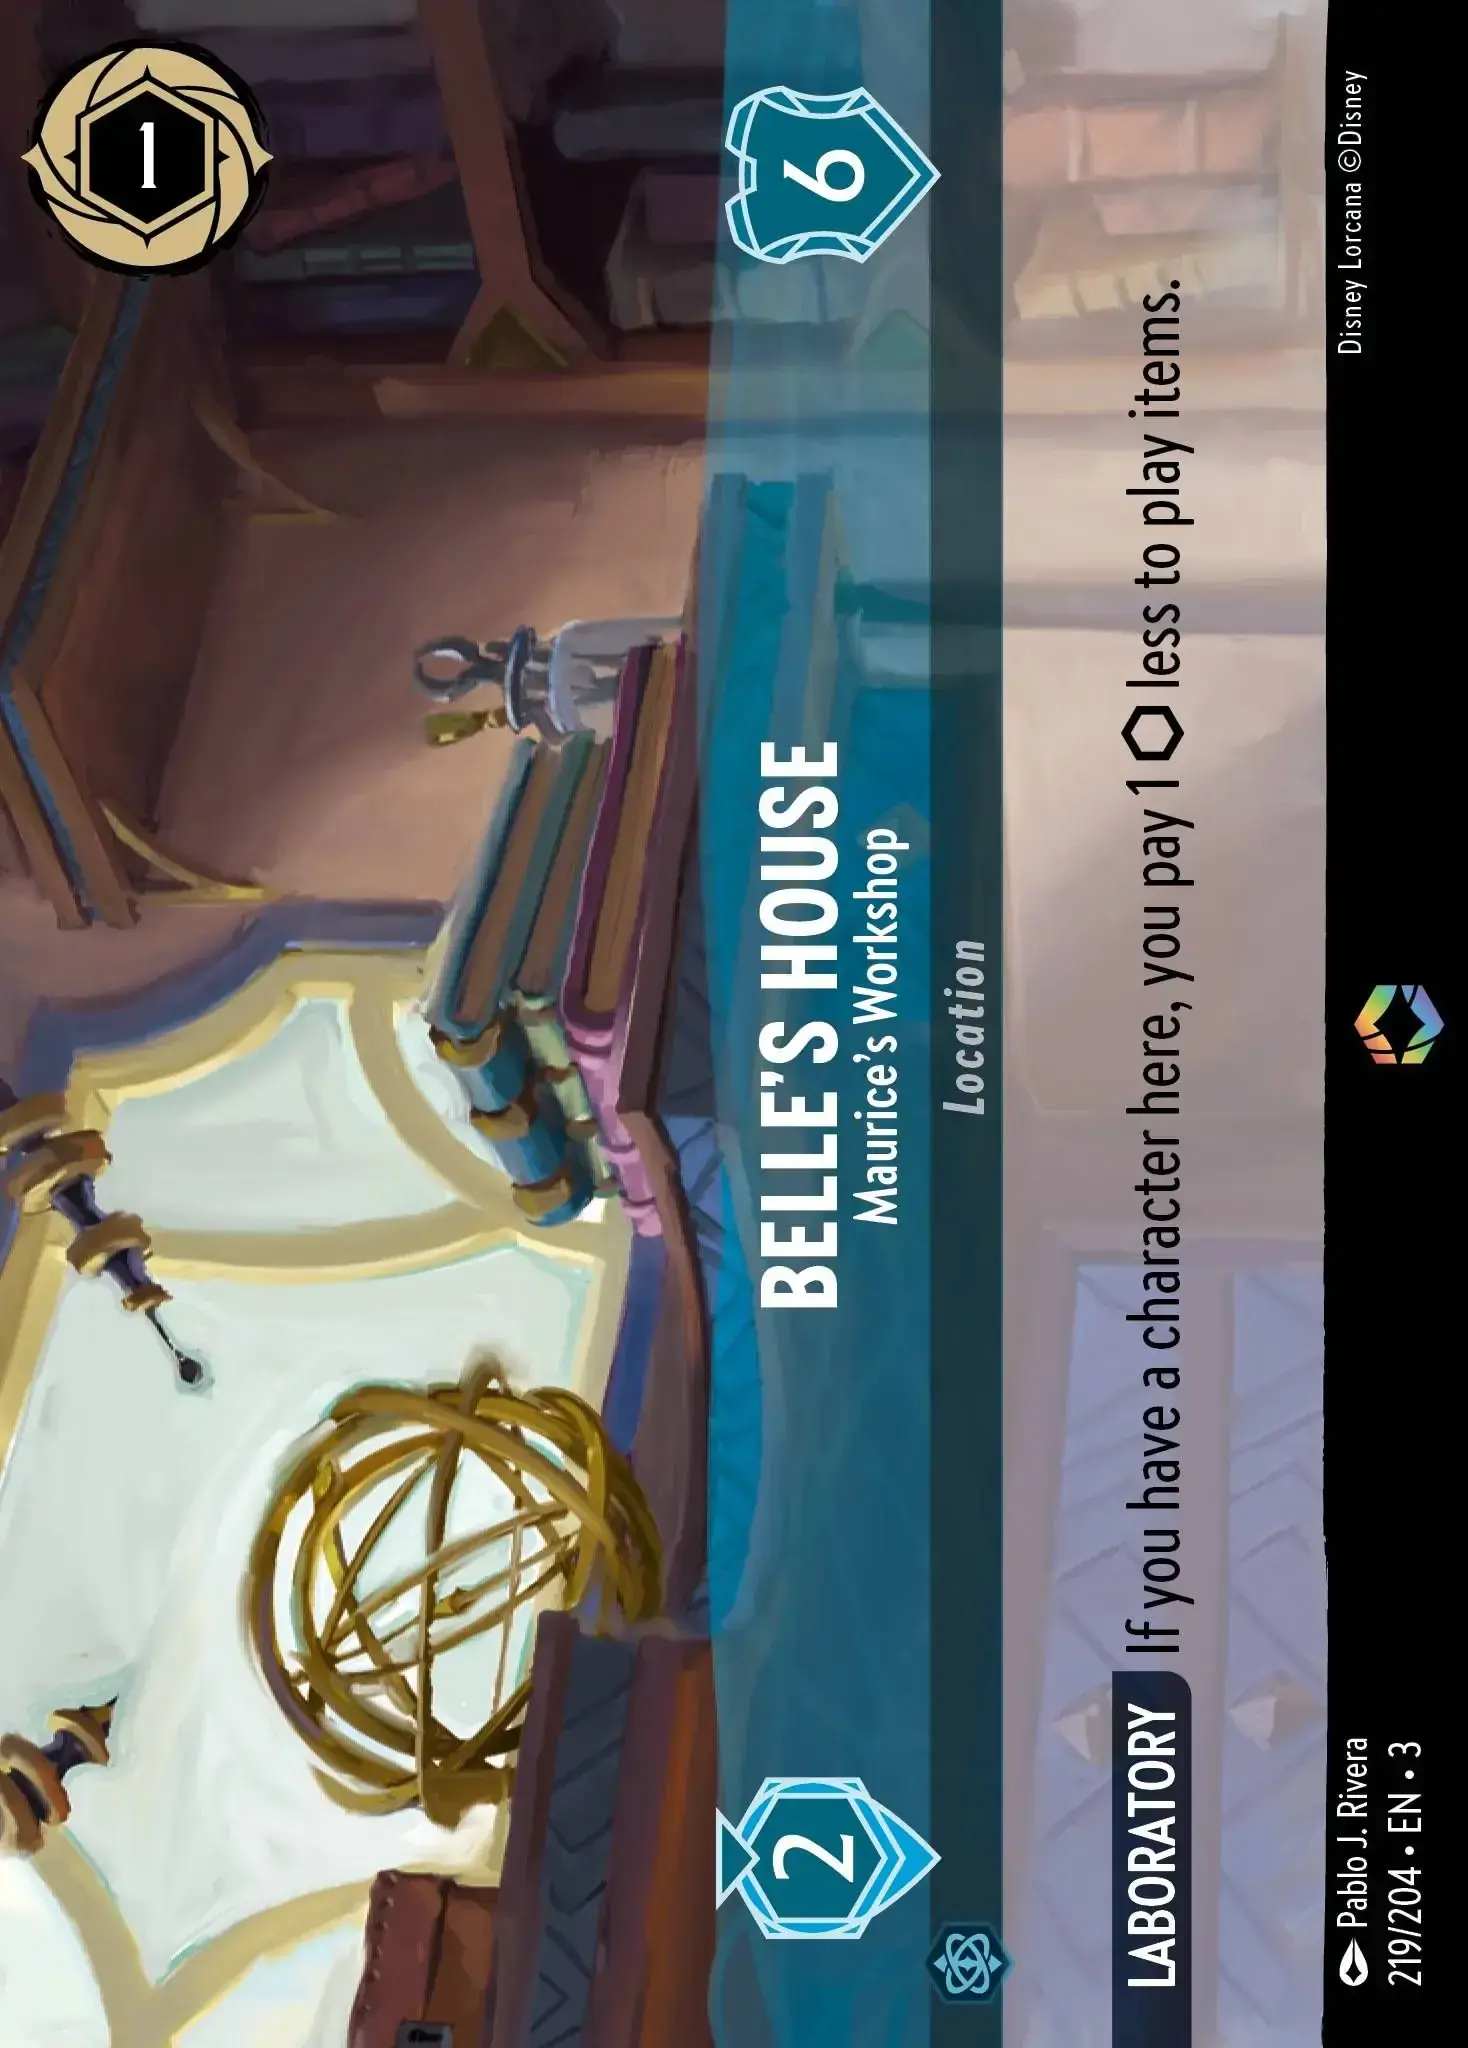 1
2
BELLE'S HOUSE
6
Maurice's Workshop
Location
LABORATORY If you have a character here, you pay 1 ⬡ less to play items.
Pablo J. Rivera
Disney Lorcana ©Disney
219/204 • EN • 3